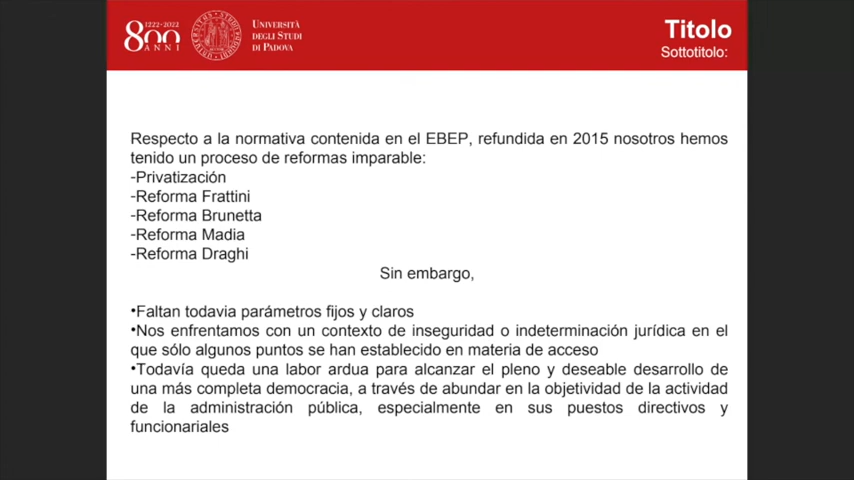 1222·2022
800
ANNI
UNIVERSITÀ
DEGLI STUDI
DI PADOVA
Titolo
Sottotitolo:
Respecto a la normativa contenida en el EBEP, refundida en 2015 nosotros hemos
tenido un proceso de reformas imparable:
-Privatización
-Reforma Frattini
-Reforma Brunetta
-Reforma Madia
-Reforma Draghi
Sin embargo,
•Faltan todavia parámetros fijos y claros
•Nos enfrentamos con un contexto de inseguridad o indeterminación jurídica en el
que sólo algunos puntos se han establecido en materia de acceso
•Todavía queda una labor ardua para alcanzar el pleno y deseable desarrollo de
una más completa democracia, a través de abundar en la objetividad de la actividad
de la administración pública, especialmente en sus puestos directivos y
funcionariales